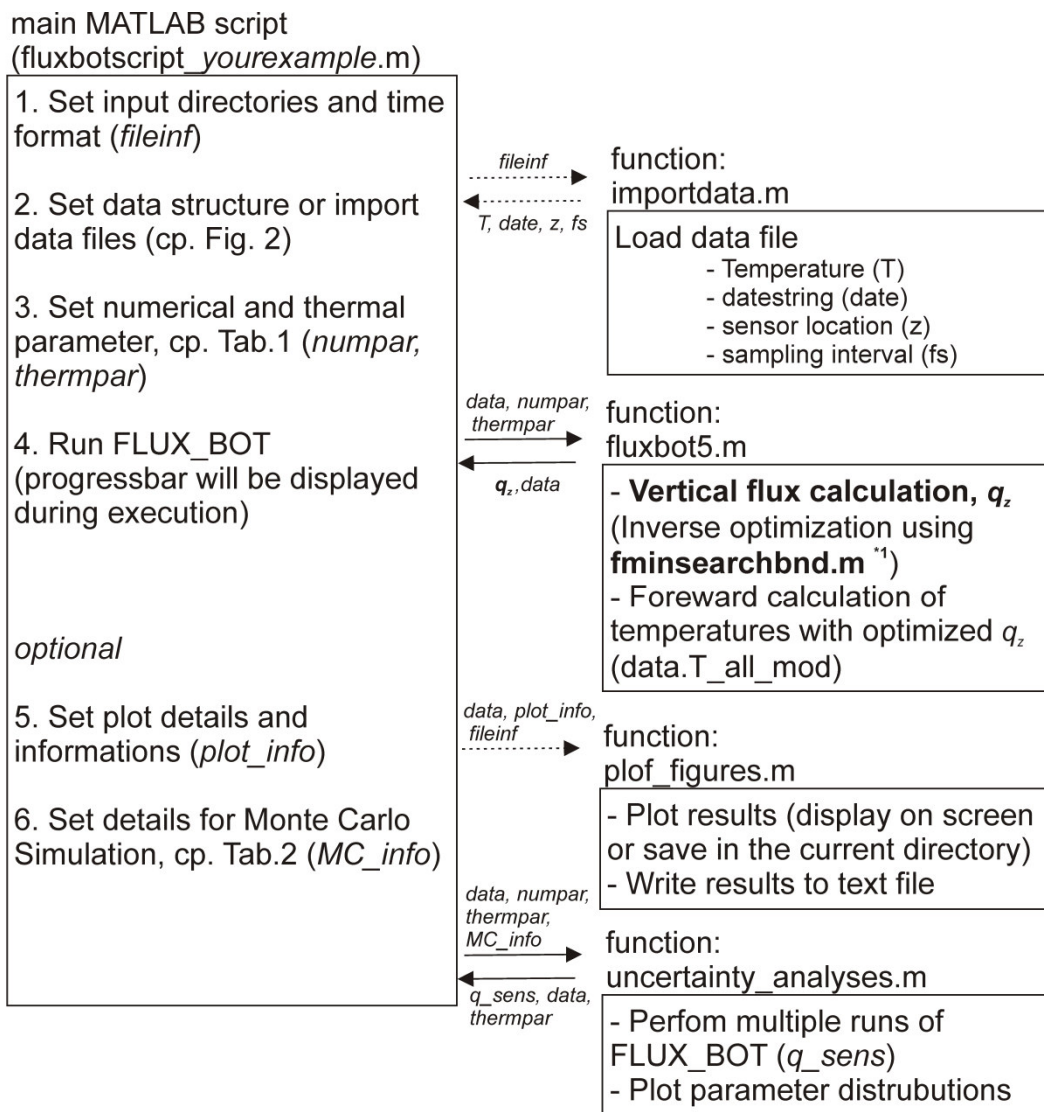 main MATLAB script
(fluxbotscript_yourexample.m)
1. Set input directories and time
format (fileinf)
2. Set data structure or import
data files (cp. Fig. 2)
3. Set numerical and thermal
parameter, cp. Tab.1 (numpar,
thermpar)
4. Run FLUX_BOT
(progressbar will be displayed
during execution)
optional
5. Set plot details and
informations (plot_info)
6. Set details for Monte Carlo
Simulation, cp. Tab.2 (MC_info)
fileinf
T, date, z, fs
function:
importdata.m
Load data file
- Temperature (T)
- datestring (date)
- sensor location (z)
- sampling interval (fs)
data, numpar,
thermpar
qz,data
function:
fluxbot5.m
- Vertical flux calculation, qz
(Inverse optimization using
fminsearchbnd.m *1)
- Foreward calculation of
temperatures with optimized qz
(data.T_all_mod)
data, plot_info,
fileinf
function:
plof_figures.m
- Plot results (display on screen
or save in the current directory)
- Write results to text file
data, numpar,
thermpar,
MC_info
q_sens, data,
thermpar
function:
uncertainty_analyses.m
- Perfom multiple runs of
FLUX_BOT (q_sens)
- Plot parameter distrubutions